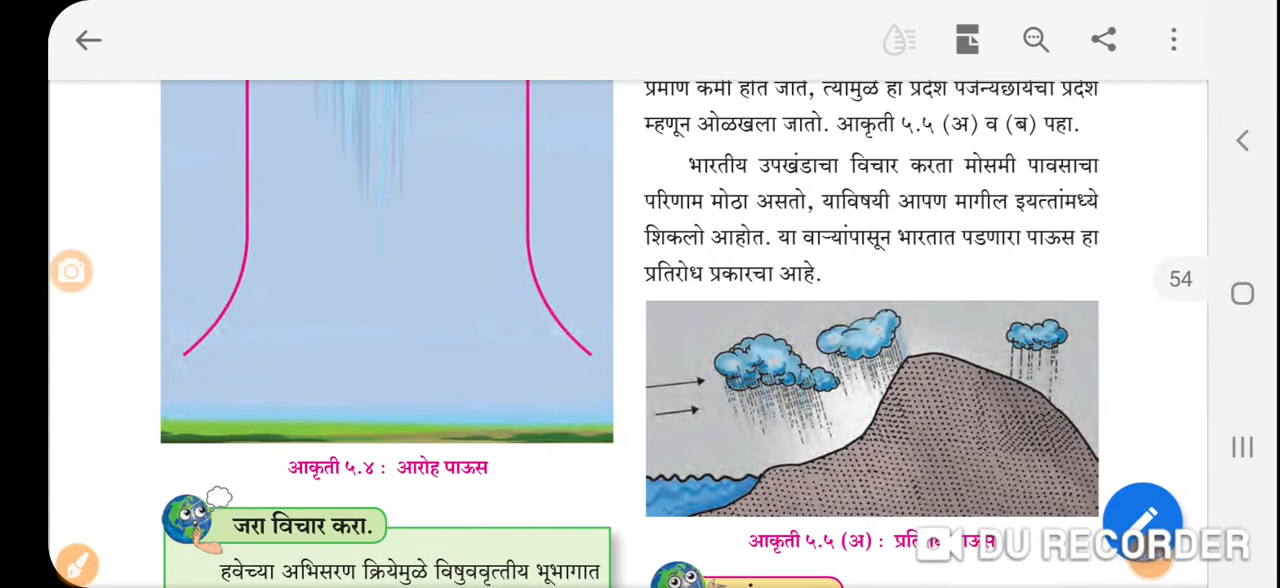 आकृती ५.४ : आरोह पाऊस
जरा विचार करा.
हवेच्या अभिसरण क्रियेमुळे विषुववृत्तीय भूभागात
प्रमाण कमी होत जाते, त्यामुळे हा प्रदेश पर्जन्यछायेचा प्रदेश
म्हणून ओळखला जातो. आकृती ५.५ (अ) व (ब) पहा.
भारतीय उपखंडाचा विचार करता मोसमी पावसाचा
परिणाम मोठा असतो, याविषयी आपण मागील इयत्तांमध्ये
शिकलो आहोत. या वाऱ्यांपासून भारतात पडणारा पाऊस हा
प्रतिरोध प्रकारचा आहे.
54
आकृती ५.५ (अ) :
DU RECORDER